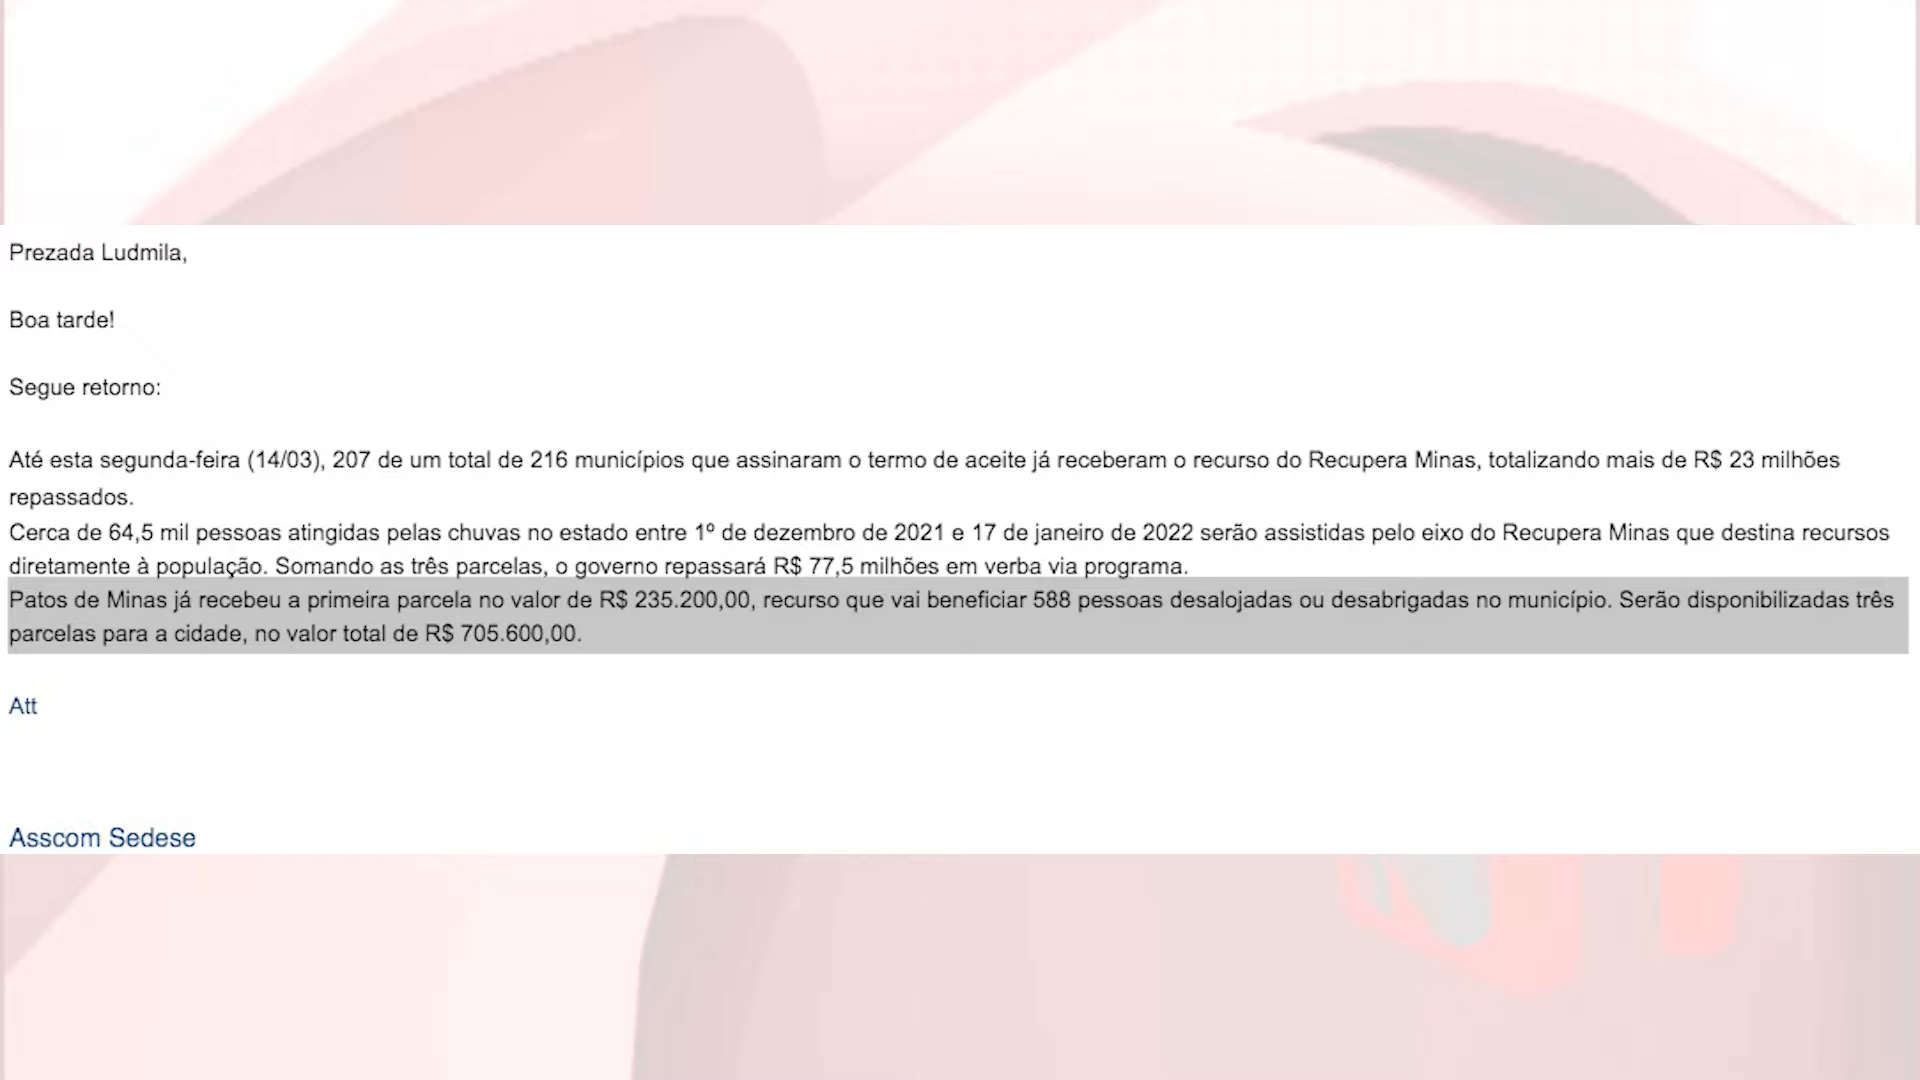 Prezada Ludmila,
Boa tarde!
Segue retorno:
Até esta segunda-feira (14/03), 207 de um total de 216 municípios que assinaram o termo de aceite já receberam o recurso do Recupera Minas, totalizando mais de R$ 23 milhões
repassados.
Cerca de 64,5 mil pessoas atingidas pelas chuvas no estado entre 1º de dezembro de 2021 e 17 de janeiro de 2022 serão assistidas pelo eixo do Recupera Minas que destina recursos
diretamente à população. Somando as três parcelas, o governo repassará R$ 77,5 milhões em verba via programa.
Patos de Minas já recebeu a primeira parcela no valor de R$ 235.200,00, recurso que vai beneficiar 588 pessoas desalojadas ou desabrigadas no município. Serão disponibilizadas três
parcelas para a cidade, no valor total de R$ 705.600,00.
Att
Asscom Sedese